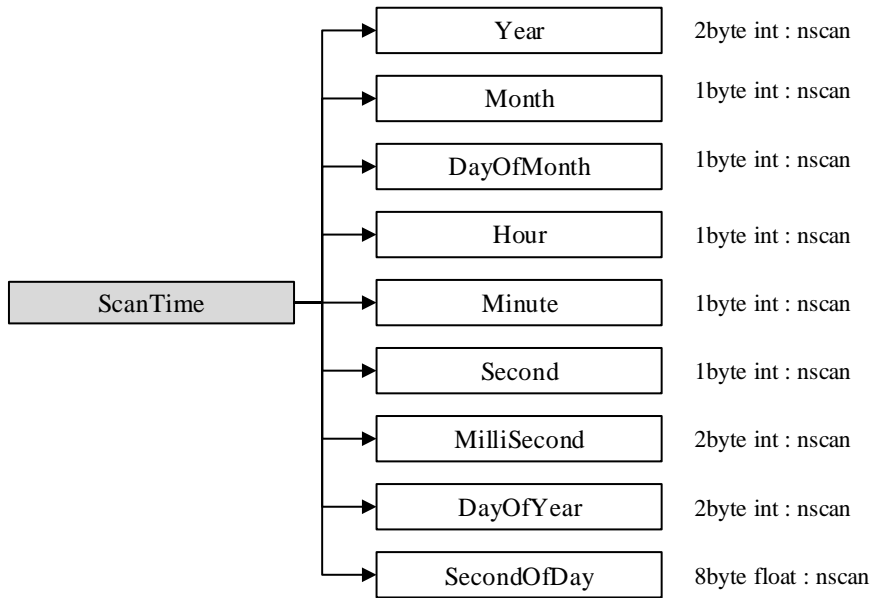 Year 2byte int : nscan
Month 1byte int : nscan
DayOfMonth 1byte int : nscan
Hour 1byte int : nscan
ScanTime
Minute 1byte int : nscan
Second 1byte int : nscan
MilliSecond 2byte int : nscan
DayOfYear 2byte int : nscan
SecondOfDay 8byte float : nscan